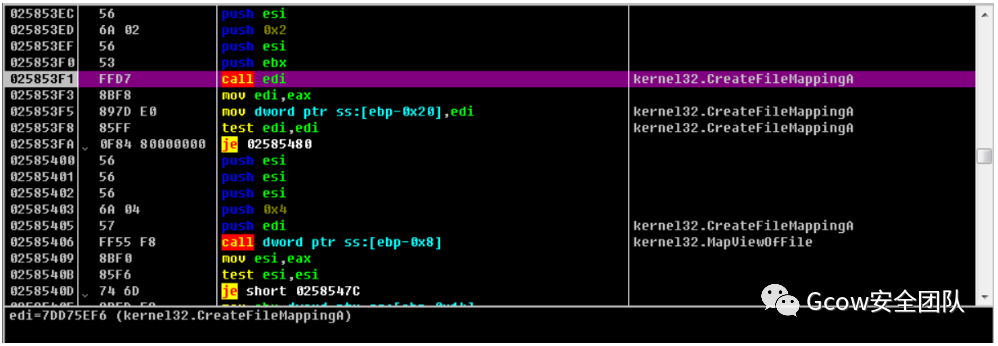 025853EC 56 push esi
025853ED 6A 02 push 0x2
025853EF 56 push esi
025853F0 53 push ebx
025853F1 FFD7 call edi kernel32.CreateFileMappingA
025853F3 8BF8 mov edi,eax
025853F5 897D E0 mov dword ptr ss:[ebp-0x20],edi kernel32.CreateFileMappingA
025853F8 85FF test edi,edi kernel32.CreateFileMappingA
025853FA 0F84 80000000 je 02585480
02585400 56 push esi
02585401 56 push esi
02585402 56 push esi
02585403 6A 04 push 0x4
02585405 57 push edi kernel32.CreateFileMappingA
02585406 FF55 F8 call dword ptr ss:[ebp-0x8] kernel32.MapViewOfFile
02585409 8BF0 mov esi,eax
0258540B 85F6 test esi,esi
0258540D 74 6D je short 0258547C
edi=7DD75EF6 (kernel32.CreateFileMappingA)
Gcow安全团队